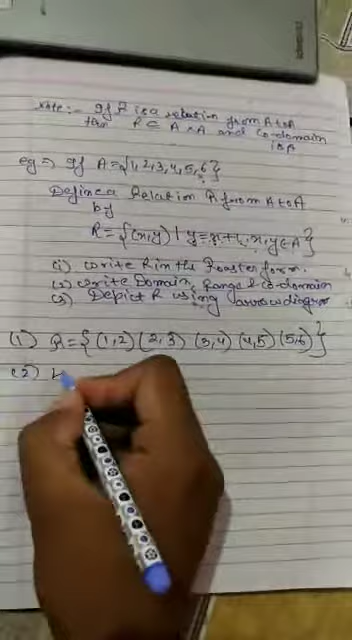 Note:- If R is a relation from A to A
then R ⊆ A×A and Co-domain
is A
eg => If A = {1,2,3,4,5,6}
Define a Relation R from A to A
by
R = {(x,y) | y = x+1, x,y ∈ A}
(1) write R in the Roaster form.
(2) write Domain, Range & co-domain
(3) Depict R using arrow diagram
(1) R = { (1,2) (2,3) (3,4) (4,5) (5,6) }
(2)